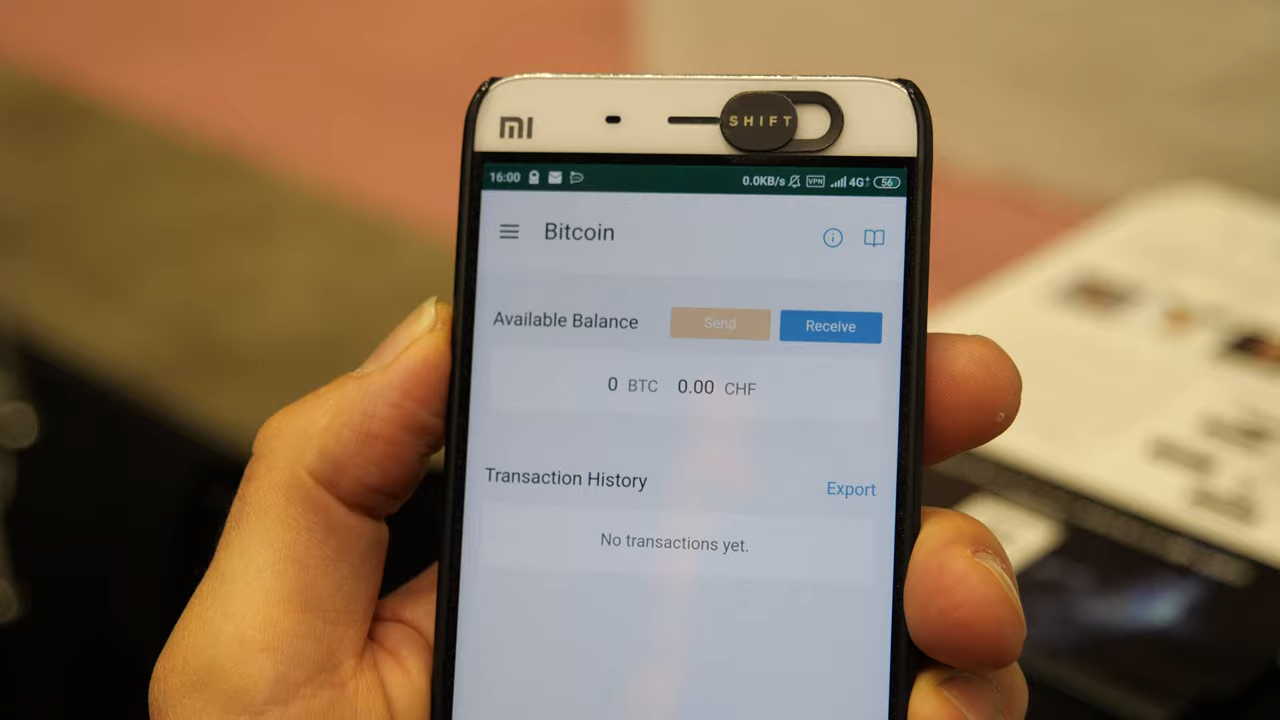 MI
SHIFT
16:00 0.0KB/s VPN 4G+ 56
Bitcoin
Available Balance Send Receive
0 BTC 0.00 CHF
Transaction History Export
No transactions yet.